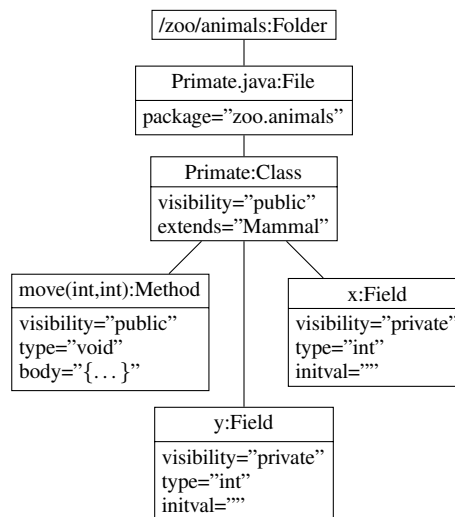 /zoo/animals:Folder
Primate.java:File
package=”zoo.animals”
Primate:Class
visibility=”public”
extends=”Mammal”
move(int,int):Method
visibility=”public”
type=”void”
body=”{...}”
x:Field
visibility=”private”
type=”int”
initval=””
y:Field
visibility=”private”
type=”int”
initval=””